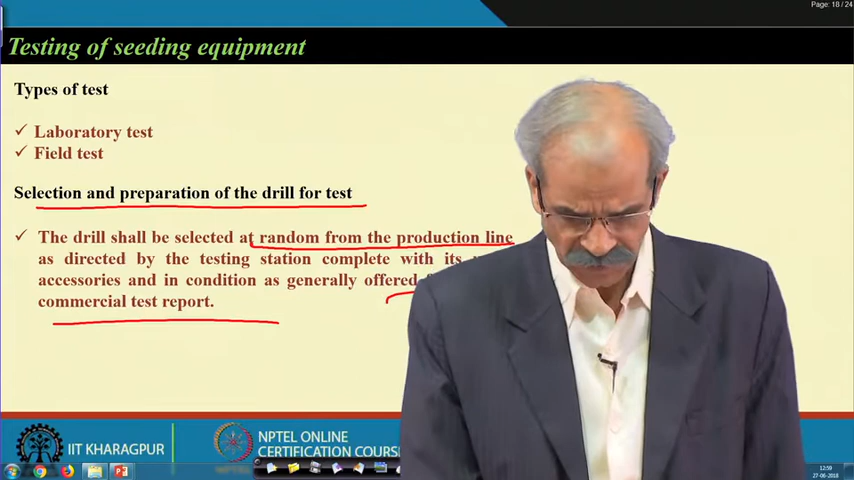 Page: 18 / 24
Testing of seeding equipment
Types of test
✓ Laboratory test
✓ Field test
Selection and preparation of the drill for test
✓ The drill shall be selected at random from the production line
as directed by the testing station complete with its
accessories and in condition as generally offered
commercial test report.
IIT KHARAGPUR
NPTEL ONLINE
CERTIFICATION
12:59
27-06-2018